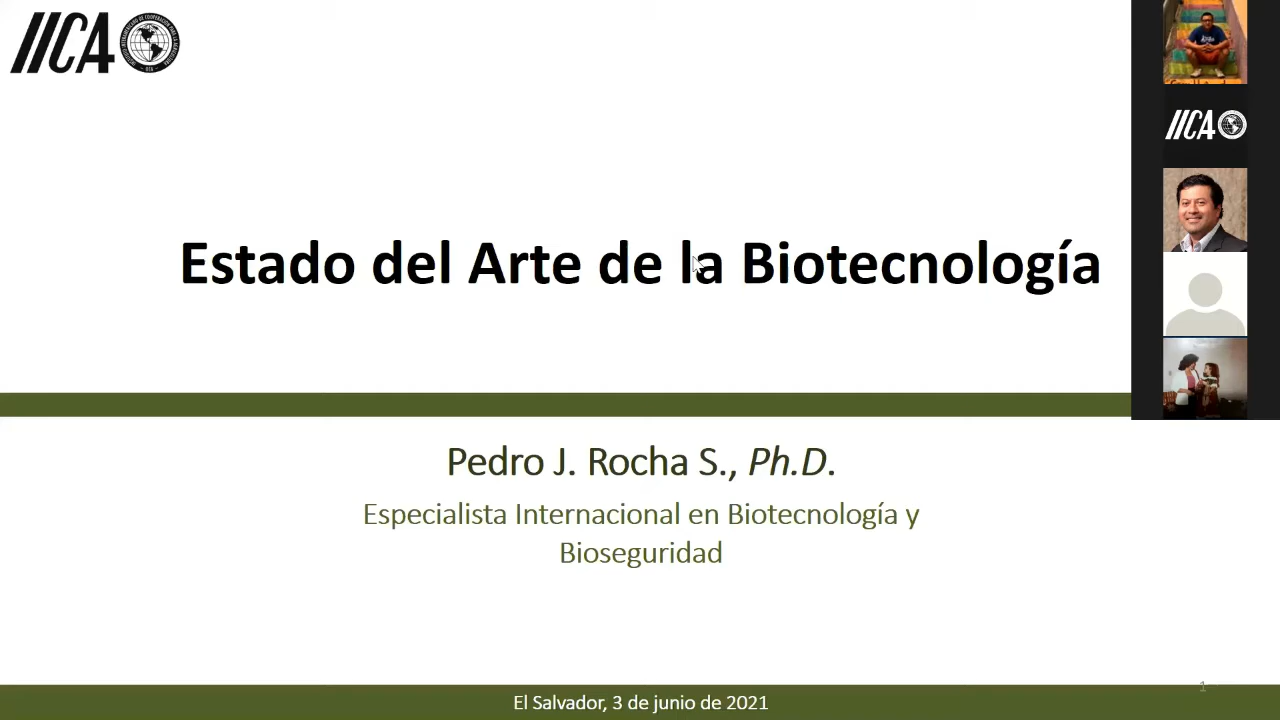 IICA
Estado del Arte de la Biotecnología
Pedro J. Rocha S., Ph.D.
Especialista Internacional en Biotecnología y
Bioseguridad
El Salvador, 3 de junio de 2021
1
IICA